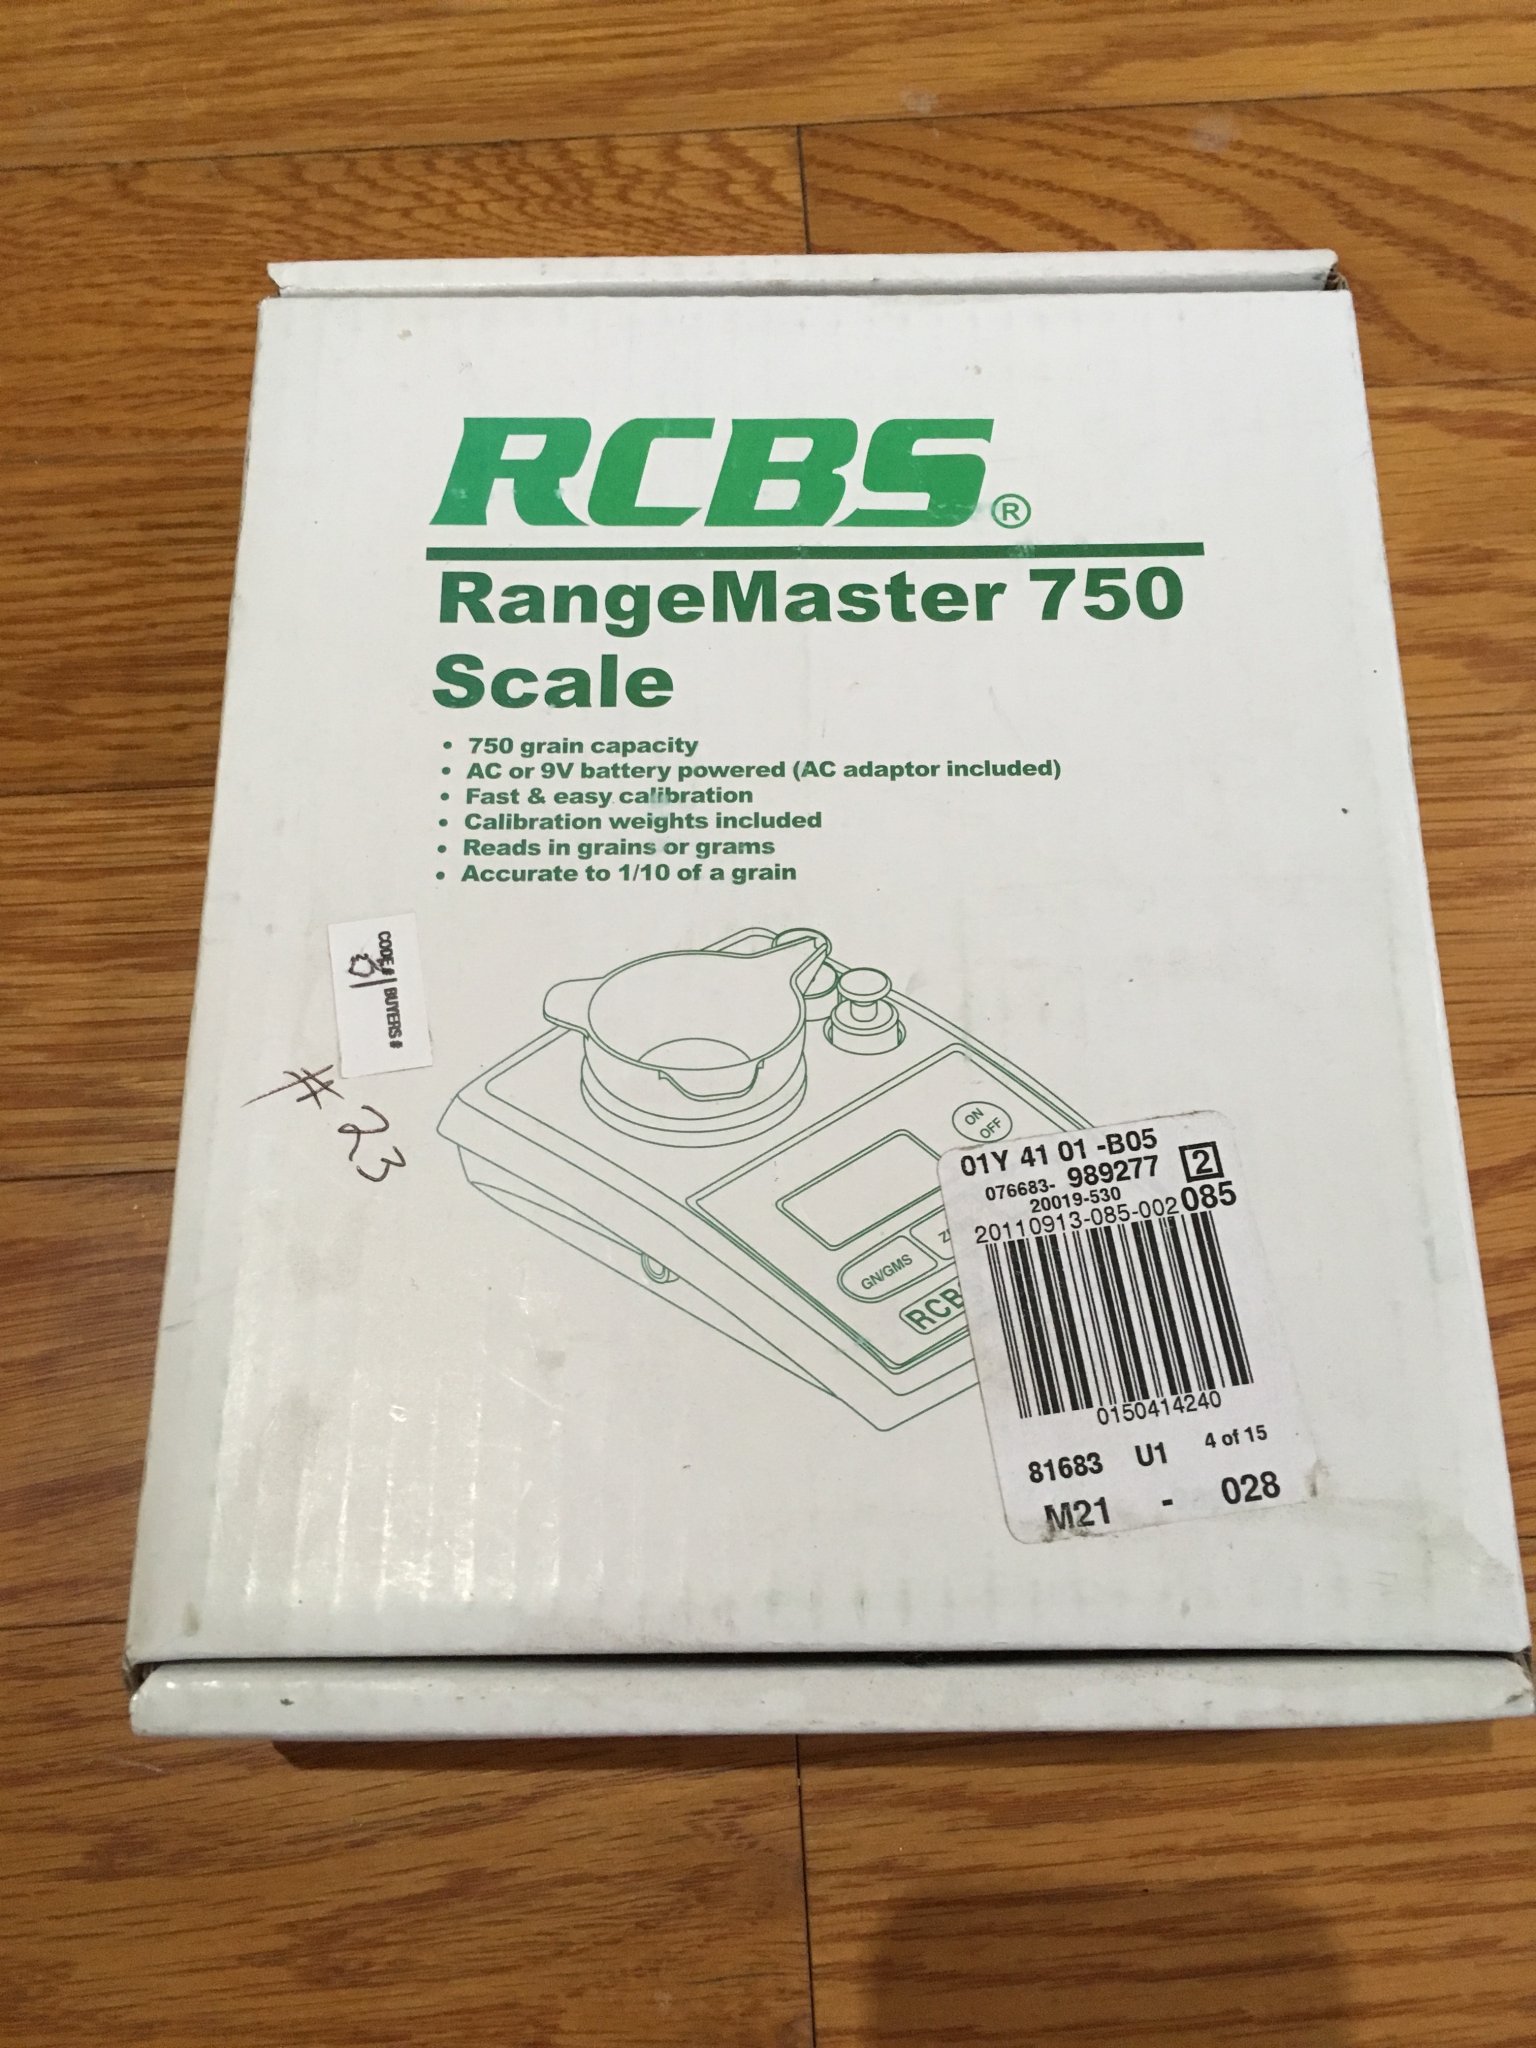 RCBS®
RangeMaster 750
Scale
• 750 grain capacity
• AC or 9V battery powered (AC adaptor included)
• Fast & easy calibration
• Calibration weights included
• Reads in grains or grams
• Accurate to 1/10 of a grain
CODE # BUYERS #
# 23
ON
OFF
GN/GMS
RCB
01Y 41 01 -B05
076683- 989277 2
20019-530
20110913-085-002 085
0150414240
81683 U1 4 of 15
M21 - 028